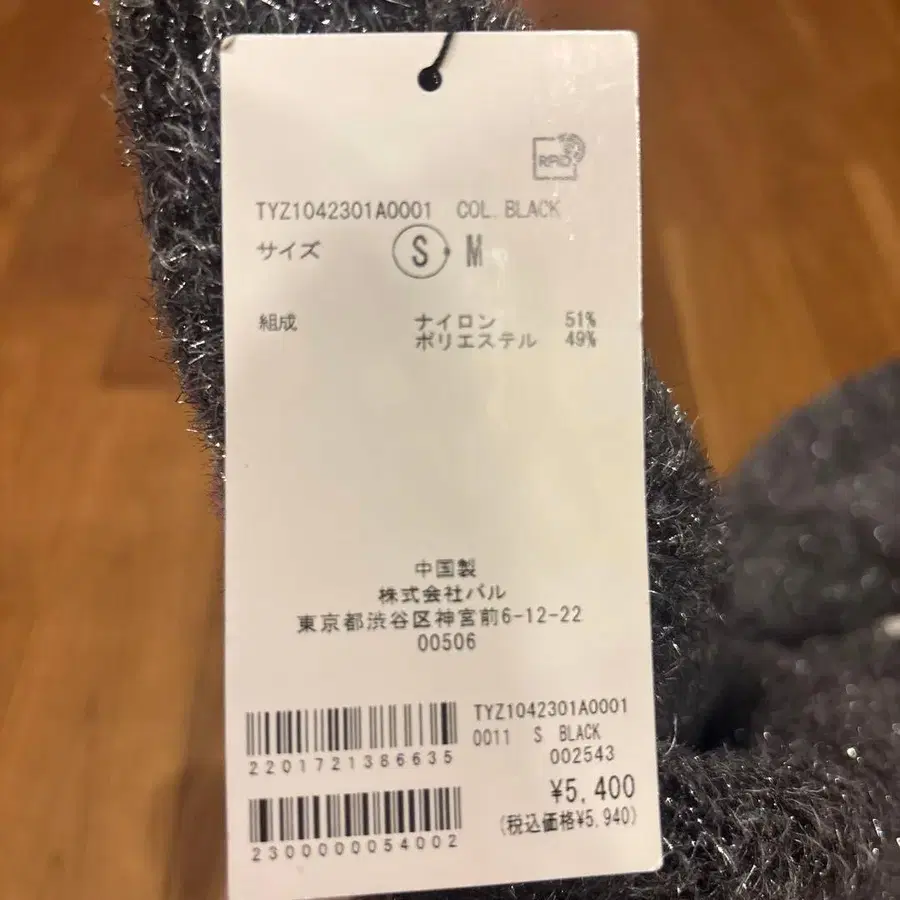 RFID
TYZ1042301A0001 COL. BLACK
サイズ S・M
組成 ナイロン 51%
ポリエステル 49%
中国製
株式会社パル
東京都渋谷区神宮前6-12-22
00506
TYZ1042301A0001
0011 S BLACK
002543
2201721386635
¥5,400
(税込価格¥5,940)
2300000054002